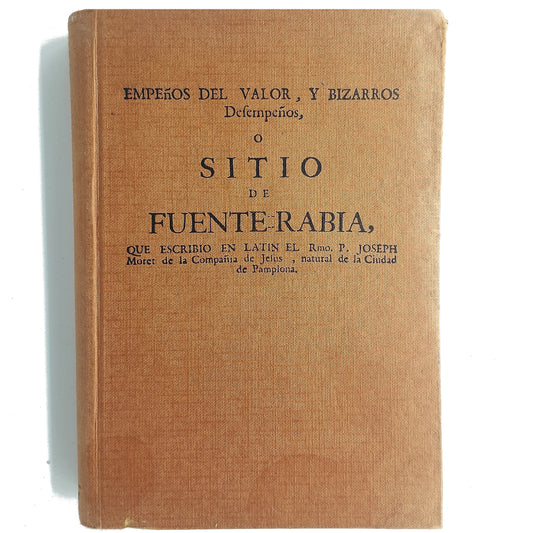 EMPEñOS DEL VALOR, Y BIZARROS
Deſempeños,
O
SITIO
DE
FUENTE-RABIA,
QUE ESCRIBIO EN LATIN EL Rmo. P. JOSEPH
Moret de la Compañia de Jeſus, natural de la Ciudad
de Pamplona.